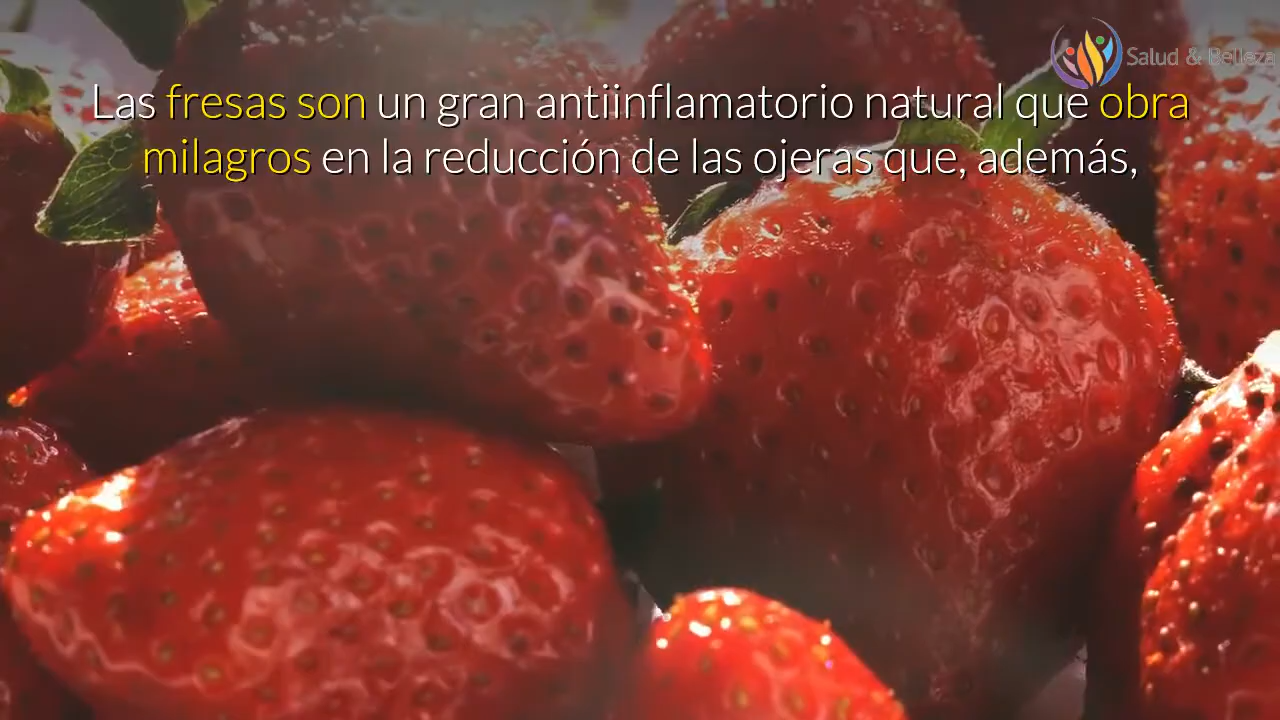 Salud & Belleza
Las fresas son un gran antiinflamatorio natural que obra
milagros en la reducción de las ojeras que, además,